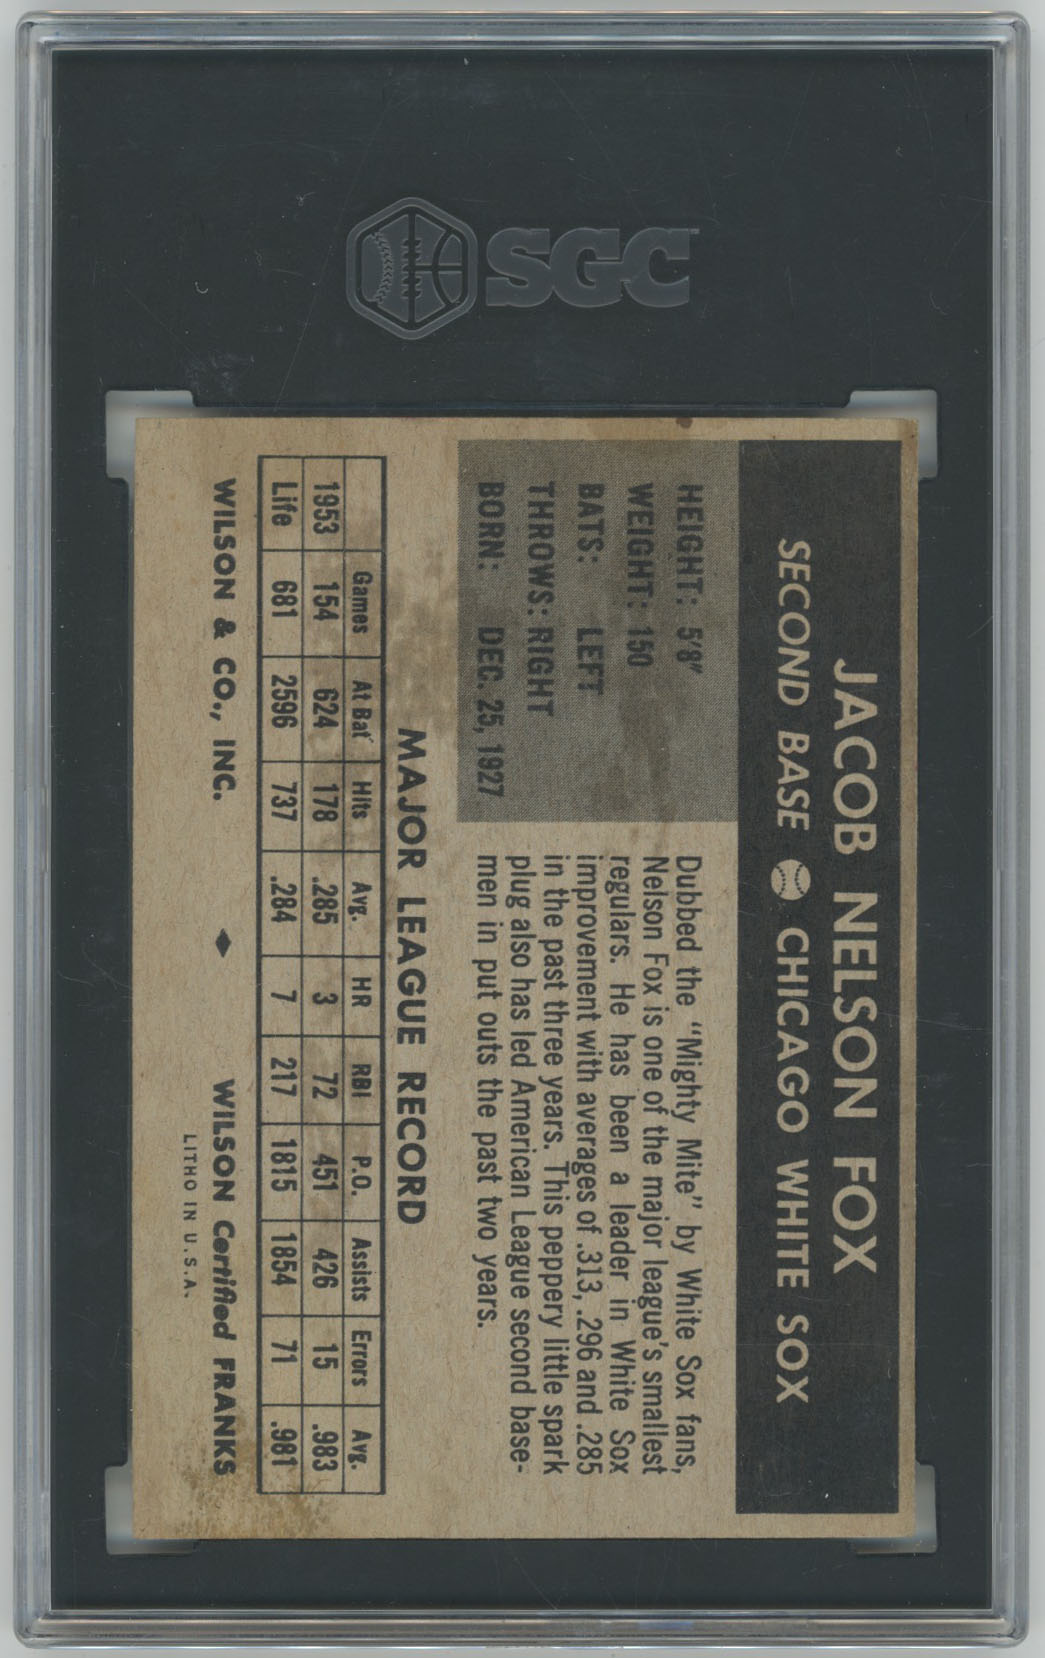 SGC
JACOB NELSON FOX
SECOND BASE CHICAGO WHITE SOX
HEIGHT: 5'8"
WEIGHT: 150
BATS: LEFT
THROWS: RIGHT
BORN: DEC. 25, 1927
Dubbed the "Mighty Mite" by White Sox fans,
Nelson Fox is one of the major league's smallest
regulars. He has been a leader in White Sox
improvement with averages of .313, .296 and .285
in the past three years. This peppery little spark
plug also has led American League second base-
men in put outs the past two years.
MAJOR LEAGUE RECORD
Games At Bat Hits Avg. HR RBI P.O. Assists Errors Avg.
1953 154 624 178 .285 3 72 451 426 15 .983
Life 681 2596 737 .284 7 217 1815 1854 71 .981
WILSON & CO., INC. ♦ WILSON Certified FRANKS
LITHO IN U.S.A.